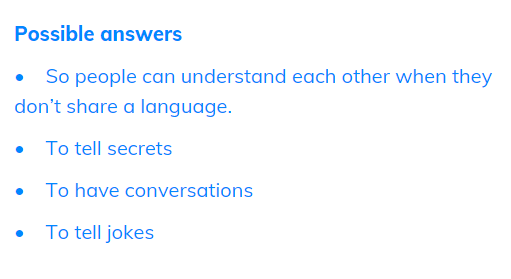 Possible answers
• So people can understand each other when they
don’t share a language.
• To tell secrets
• To have conversations
• To tell jokes